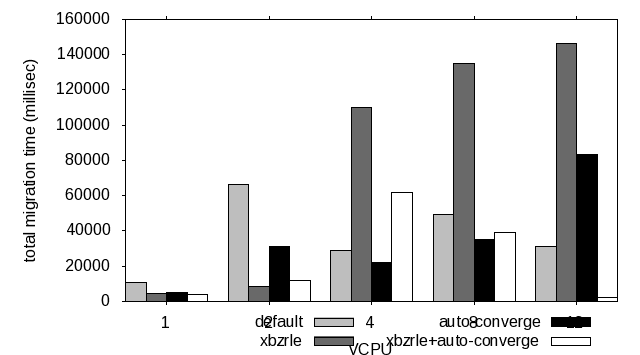 160000
140000
120000
100000
80000
60000
40000
20000
0
total migration time (millisec)
1 2 4 8 12
default auto-converge
xbzrle xbzrle+auto-converge
VCPU